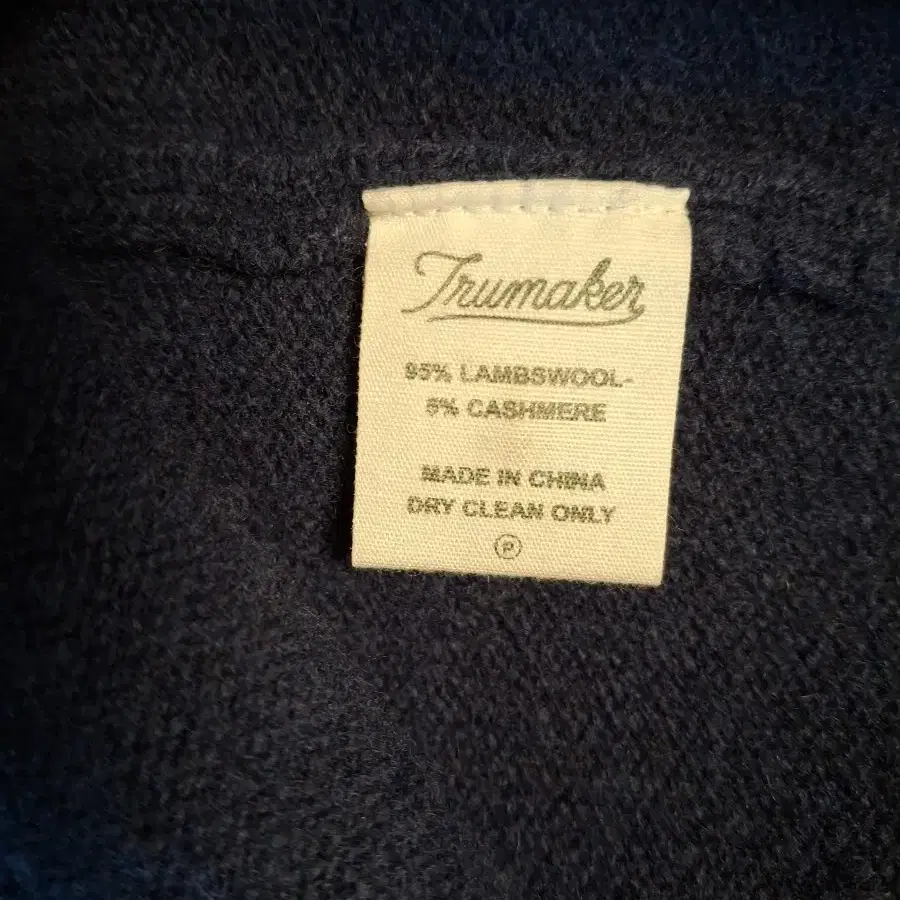 Trumaker
95% LAMBSWOOL-
5% CASHMERE
MADE IN CHINA
DRY CLEAN ONLY
P